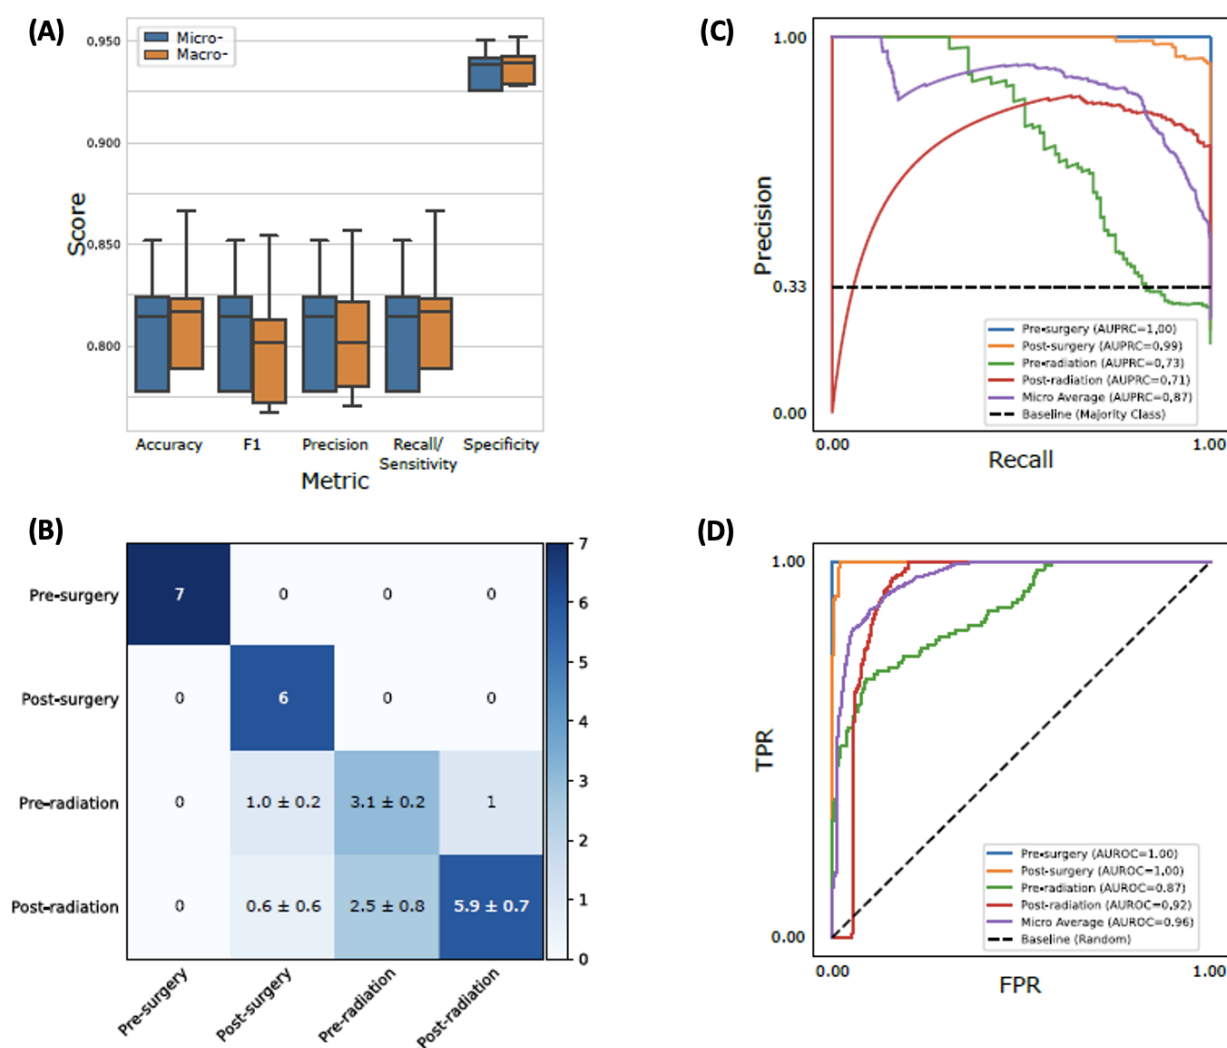 (A)
0.950
0.900
0.850
0.800
Score
Micro-
Macro-
Accuracy
F1
Precision
Recall/
Sensitivity
Specificity
Metric
(B)
Pre-surgery
7
0
0
0
Post-surgery
0
6
0
0
Pre-radiation
0
1.0 ± 0.2
3.1 ± 0.2
1
Post-radiation
0
0.6 ± 0.6
2.5 ± 0.8
5.9 ± 0.7
Pre-surgery
Post-surgery
Pre-radiation
Post-radiation
7
6
5
4
3
2
1
0
(C)
1.00
0.33
0.00
Precision
Pre-surgery (AUPRC=1.00)
Post-surgery (AUPRC=0.99)
Pre-radiation (AUPRC=0.73)
Post-radiation (AUPRC=0.71)
Micro Average (AUPRC=0.87)
Baseline (Majority Class)
0.00
1.00
Recall
(D)
1.00
0.00
TPR
Pre-surgery (AUROC=1.00)
Post-surgery (AUROC=1.00)
Pre-radiation (AUROC=0.87)
Post-radiation (AUROC=0.92)
Micro Average (AUROC=0.96)
Baseline (Random)
0.00
1.00
FPR